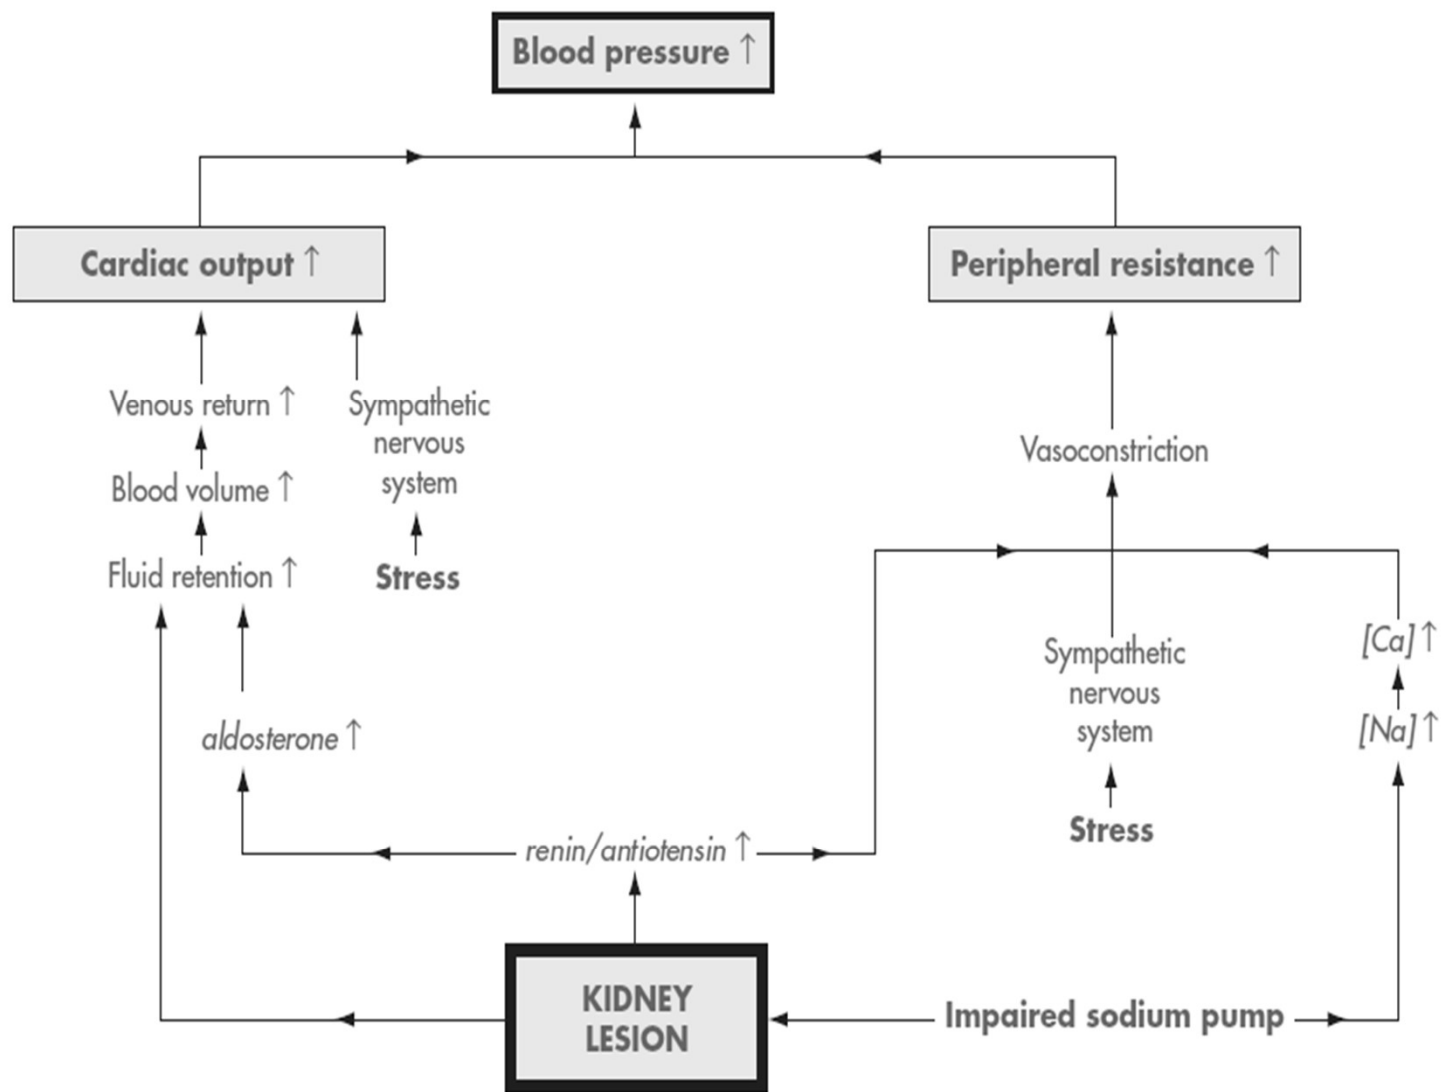 Blood pressure ↑
Cardiac output ↑
Peripheral resistance ↑
Venous return ↑
Sympathetic
nervous
system
Blood volume ↑
Fluid retention ↑
Stress
Vasoconstriction
Sympathetic
nervous
system
Stress
[Ca] ↑
[Na] ↑
aldosterone ↑
renin/antiotensin ↑
KIDNEY
LESION
Impaired sodium pump